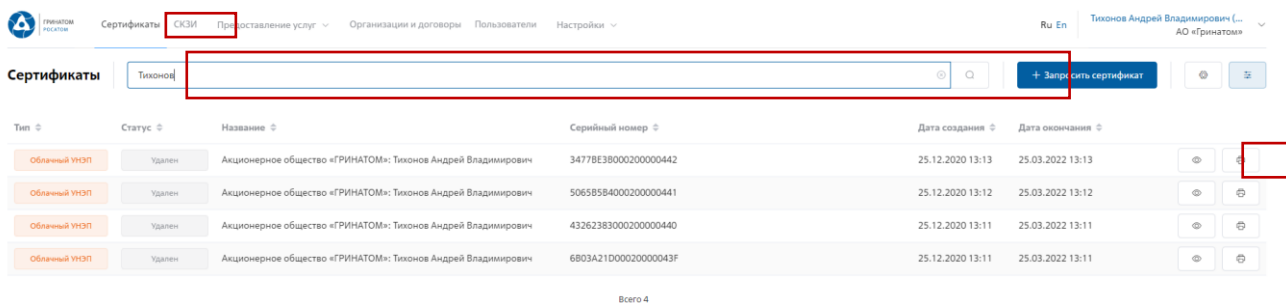 ГРИНАТОМ
РОСАТОМ
Сертификаты СКЗИ Предоставление услуг Организации и договоры Пользователи Настройки
Ru En
Тихонов Андрей Владимирович (...
АО «Гринатом»
Сертификаты Тихонов + Запросить сертификат
Тип Статус Название Серийный номер Дата создания Дата окончания
Облачный УНЭП Удален Акционерное общество «ГРИНАТОМ»: Тихонов Андрей Владимирович 3477BE3B000200000442 25.12.2020 13:13 25.03.2022 13:13
Облачный УНЭП Удален Акционерное общество «ГРИНАТОМ»: Тихонов Андрей Владимирович 5065B5B4000200000441 25.12.2020 13:12 25.03.2022 13:12
Облачный УНЭП Удален Акционерное общество «ГРИНАТОМ»: Тихонов Андрей Владимирович 43262383000200000440 25.12.2020 13:11 25.03.2022 13:11
Облачный УНЭП Удален Акционерное общество «ГРИНАТОМ»: Тихонов Андрей Владимирович 6B03A21D00020000043F 25.12.2020 13:11 25.03.2022 13:11
Всего 4